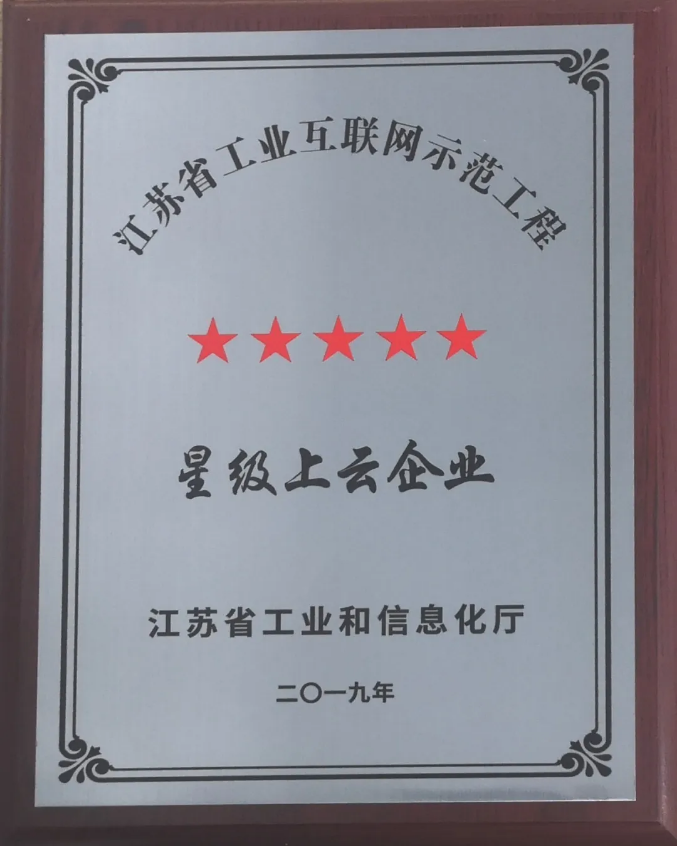 江苏省工业互联网示范工程
★★★★★
星级上云企业
江苏省工业和信息化厅
二〇一九年